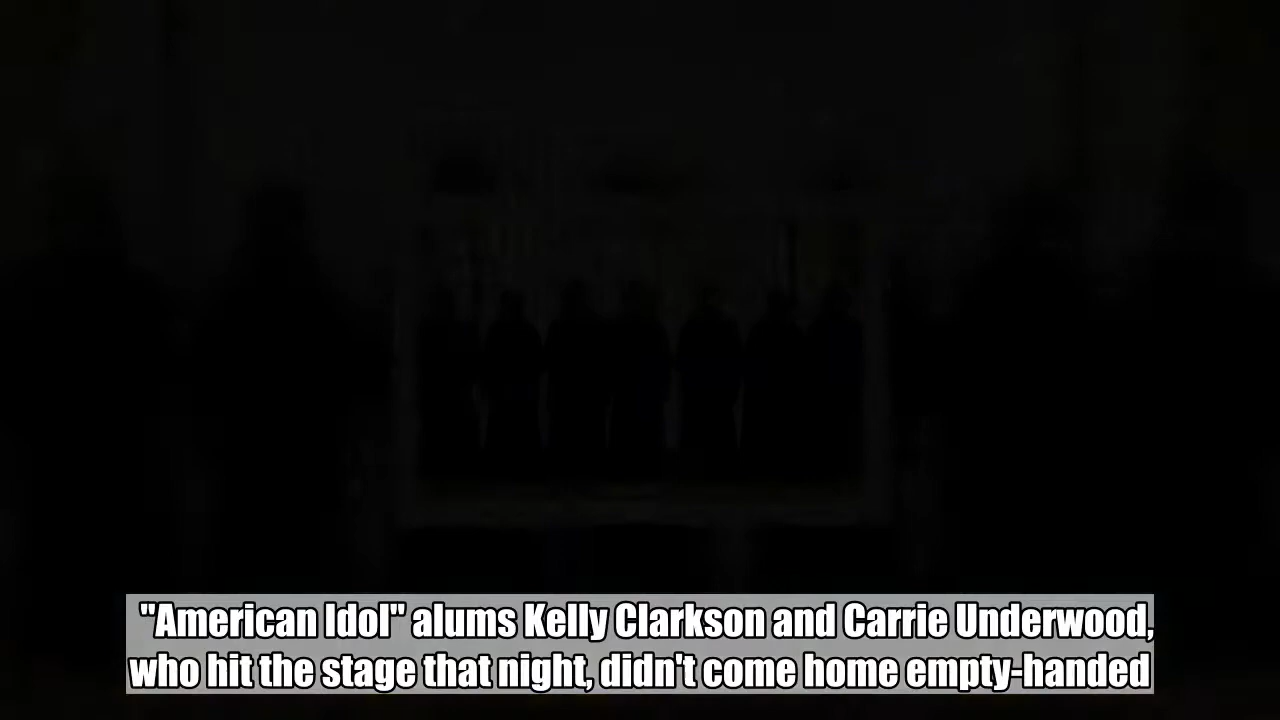 "American Idol" alums Kelly Clarkson and Carrie Underwood,
who hit the stage that night, didn't come home empty-handed